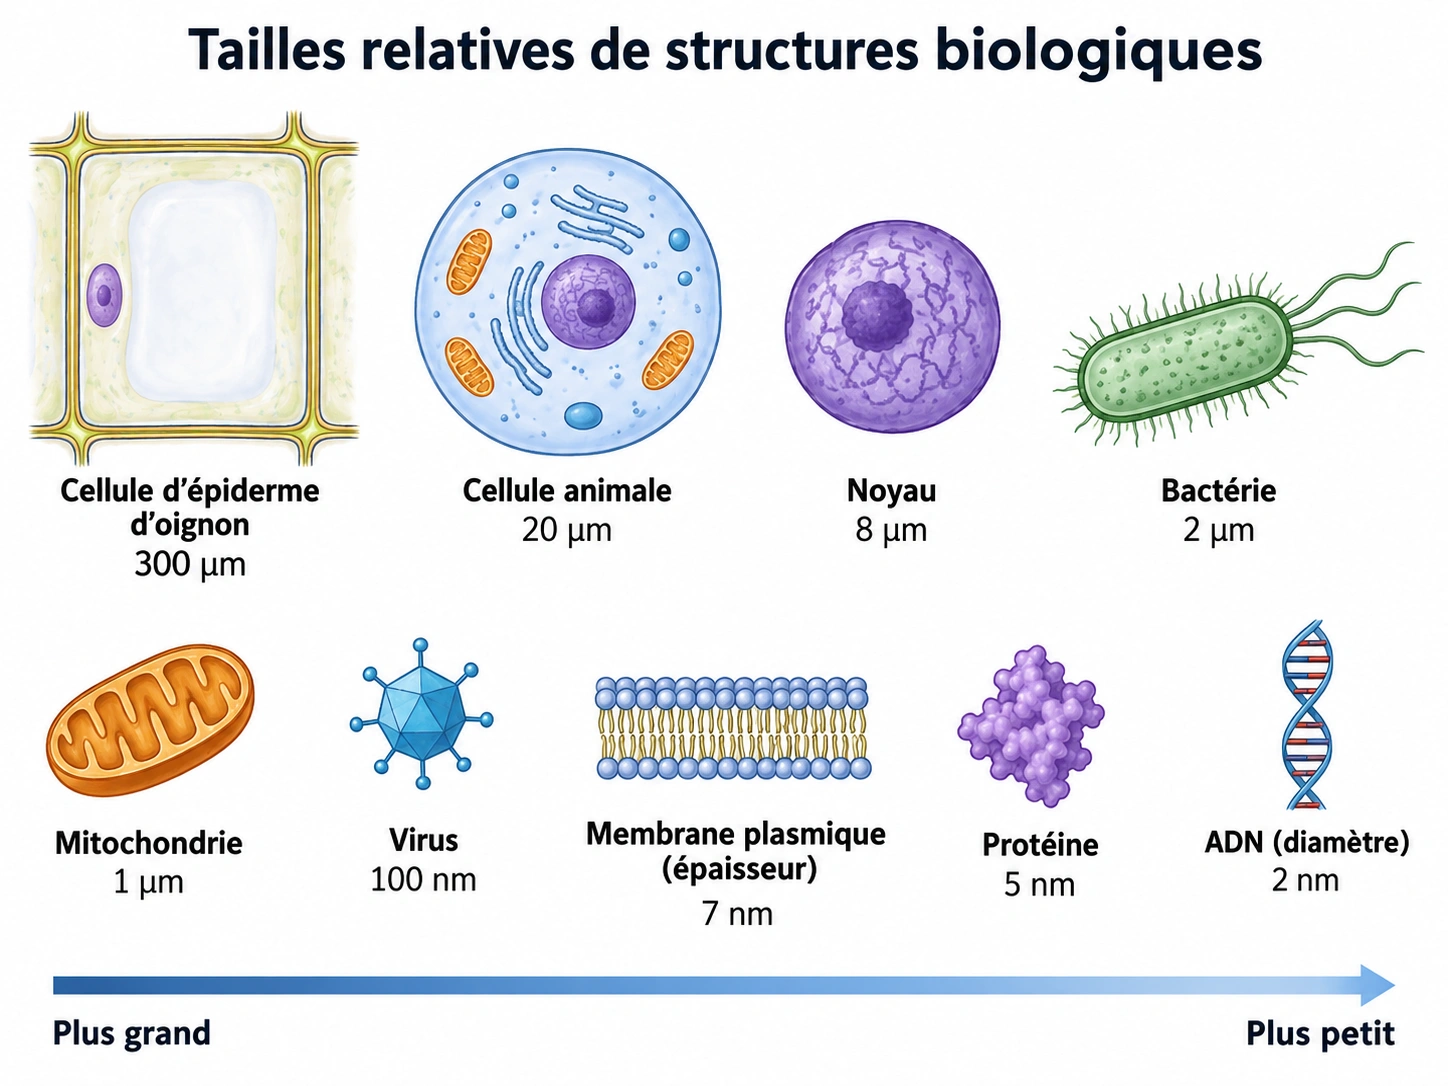 Tailles relatives de structures biologiques
Cellule d’épiderme
d’oignon
300 µm
Cellule animale
20 µm
Noyau
8 µm
Bactérie
2 µm
Mitochondrie
1 µm
Virus
100 nm
Membrane plasmique
(épaisseur)
7 nm
Protéine
5 nm
ADN (diamètre)
2 nm
Plus grand
Plus petit